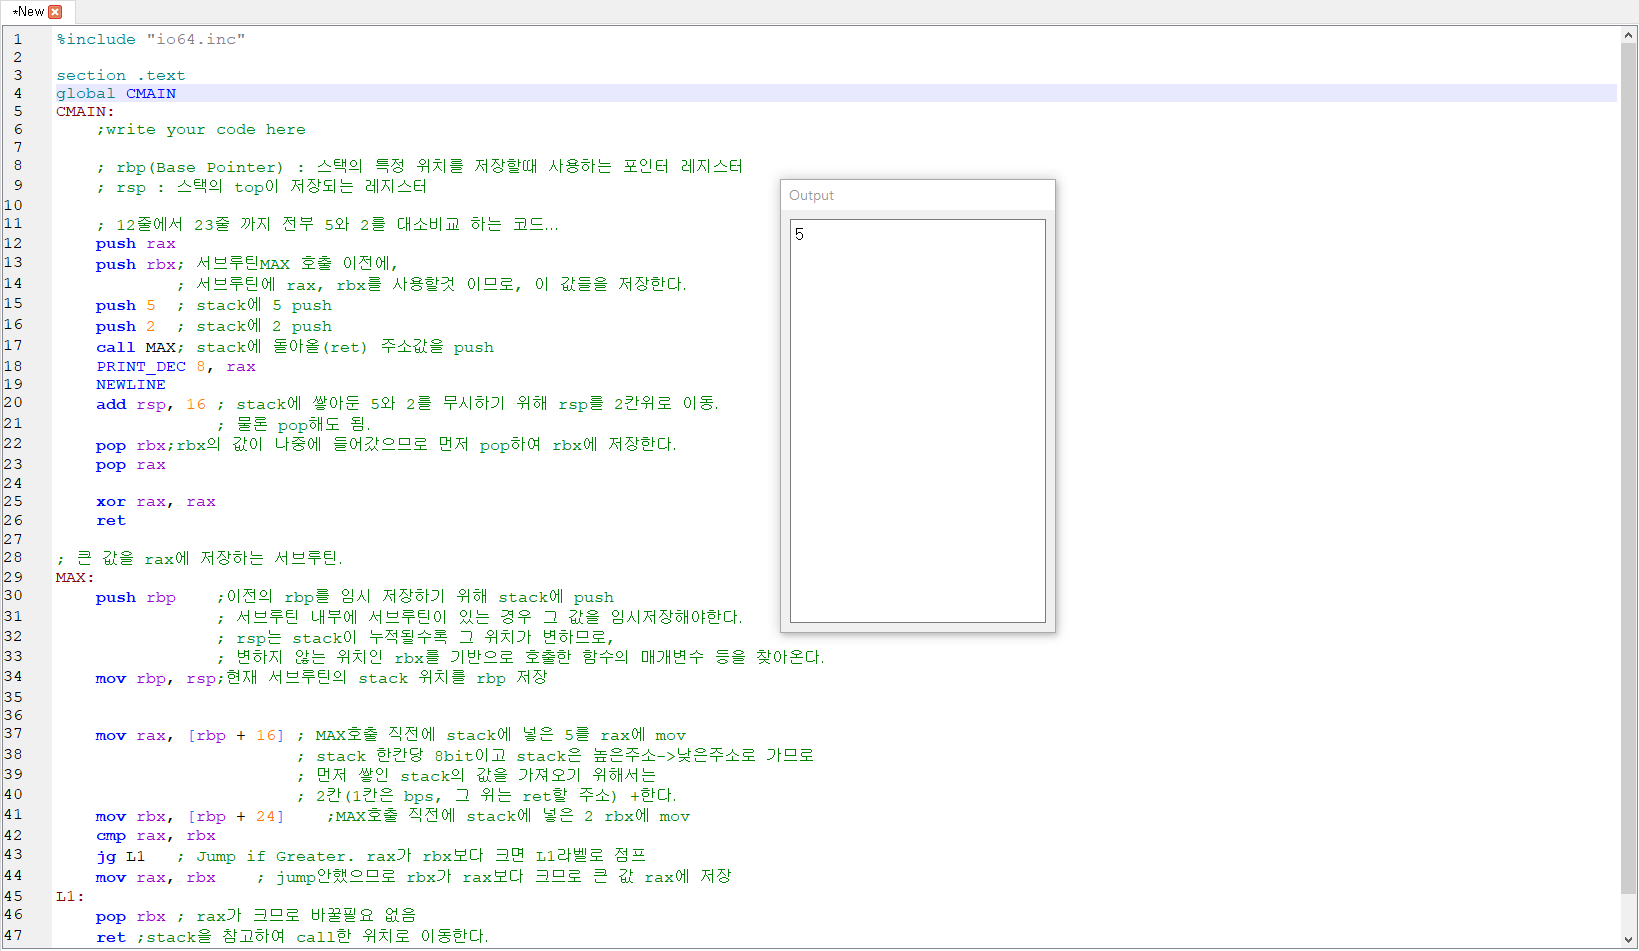 *New
1 %include "io64.inc"
2
3 section .text
4 global CMAIN
5 CMAIN:
6 ;write your code here
7
8 ; rbp(Base Pointer) : 스택의 특정 위치를 저장할때 사용하는 포인터 레지스터
9 ; rsp : 스택의 top이 저장되는 레지스터
10
11 ; 12줄에서 23줄 까지 전부 5와 2를 대소비교 하는 코드...
12 push rax
13 push rbx; 서브루틴MAX 호출 이전에,
14 ; 서브루틴에 rax, rbx를 사용할것 이므로, 이 값들을 저장한다.
15 push 5 ; stack에 5 push
16 push 2 ; stack에 2 push
17 call MAX; stack에 돌아올(ret) 주소값을 push
18 PRINT_DEC 8, rax
19 NEWLINE
20 add rsp, 16 ; stack에 쌓아둔 5와 2를 무시하기 위해 rsp를 2칸위로 이동.
21 ; 물론 pop해도 됨.
22 pop rbx;rbx의 값이 나중에 들어갔으므로 먼저 pop하여 rbx에 저장한다.
23 pop rax
24
25 xor rax, rax
26 ret
27
28 ; 큰 값을 rax에 저장하는 서브루틴.
29 MAX:
30 push rbp ;이전의 rbp를 임시 저장하기 위해 stack에 push
31 ; 서브루틴 내부에 서브루틴이 있는 경우 그 값을 임시저장해야한다.
32 ; rsp는 stack이 누적될수록 그 위치가 변하므로,
33 ; 변하지 않는 위치인 rbx를 기반으로 호출한 함수의 매개변수 등을 찾아온다.
34 mov rbp, rsp;현재 서브루틴의 stack 위치를 rbp 저장
35
36
37 mov rax, [rbp + 16] ; MAX호출 직전에 stack에 넣은 5를 rax에 mov
38 ; stack 한칸당 8bit이고 stack은 높은주소->낮은주소로 가므로
39 ; 먼저 쌓인 stack의 값을 가져오기 위해서는
40 ; 2칸(1칸은 bps, 그 위는 ret할 주소) +한다.
41 mov rbx, [rbp + 24] ;MAX호출 직전에 stack에 넣은 2 rbx에 mov
42 cmp rax, rbx
43 jg L1 ; Jump if Greater. rax가 rbx보다 크면 L1라벨로 점프
44 mov rax, rbx ; jump안했으므로 rbx가 rax보다 크므로 큰 값 rax에 저장
45 L1:
46 pop rbx ; rax가 크므로 바꿀필요 없음
47 ret ;stack을 참고하여 call한 위치로 이동한다.
Output
5